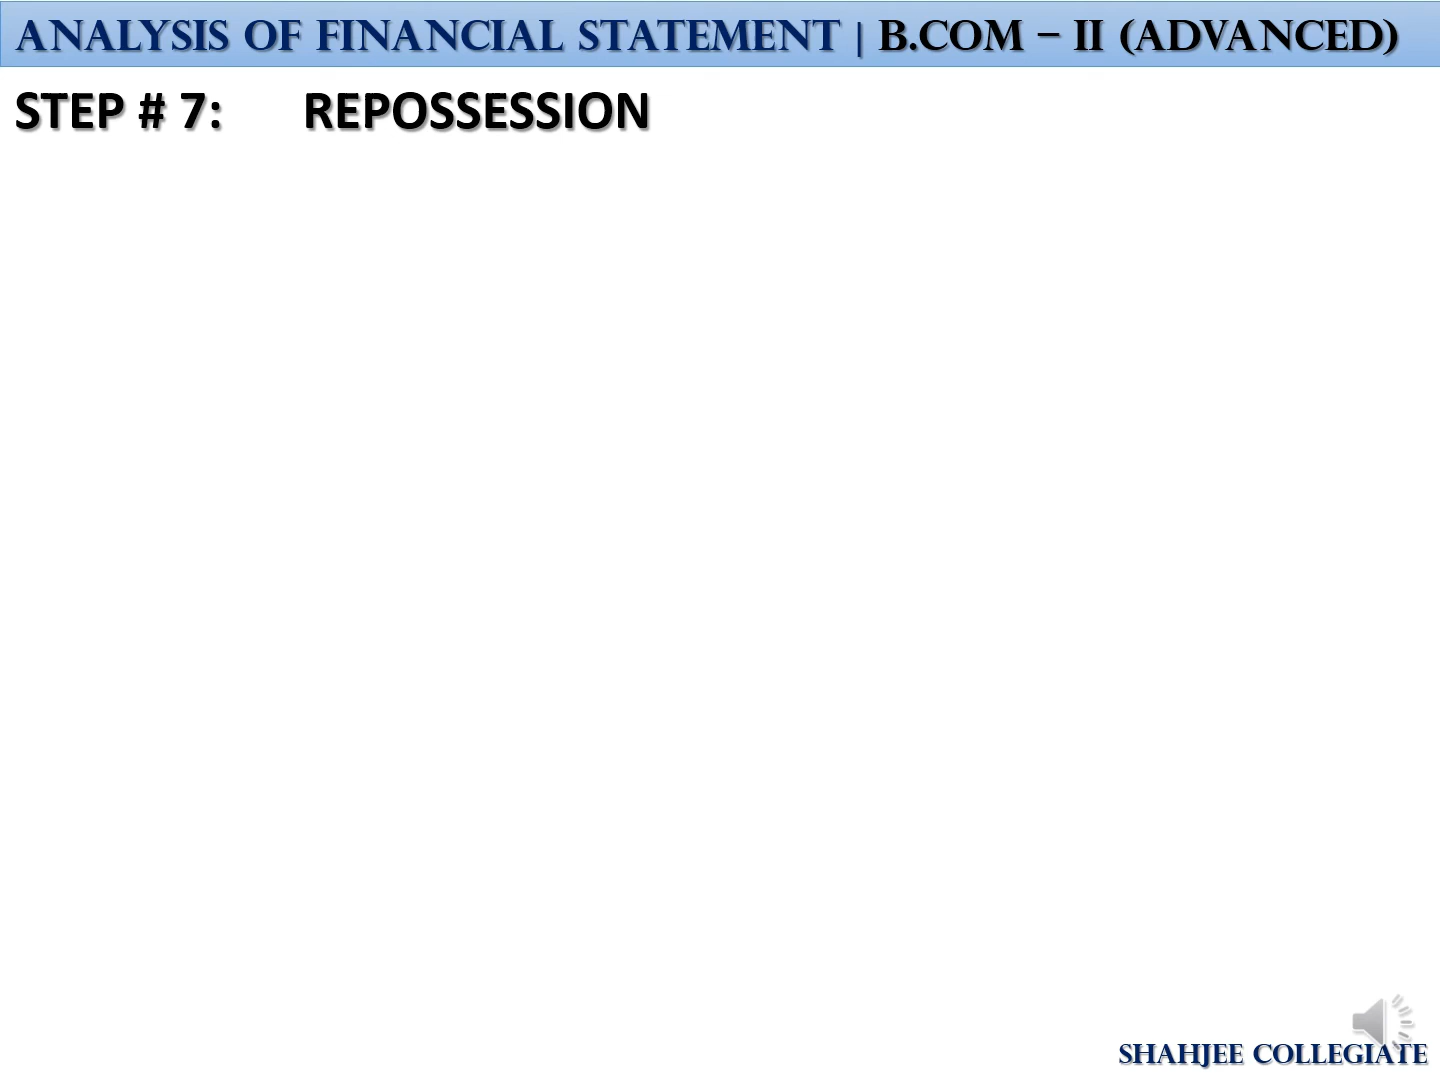 ANALYSIS OF FINANCIAL STATEMENT | B.COM – II (ADVANCED)
STEP # 7: REPOSSESSION
SHAHJEE COLLEGIATE